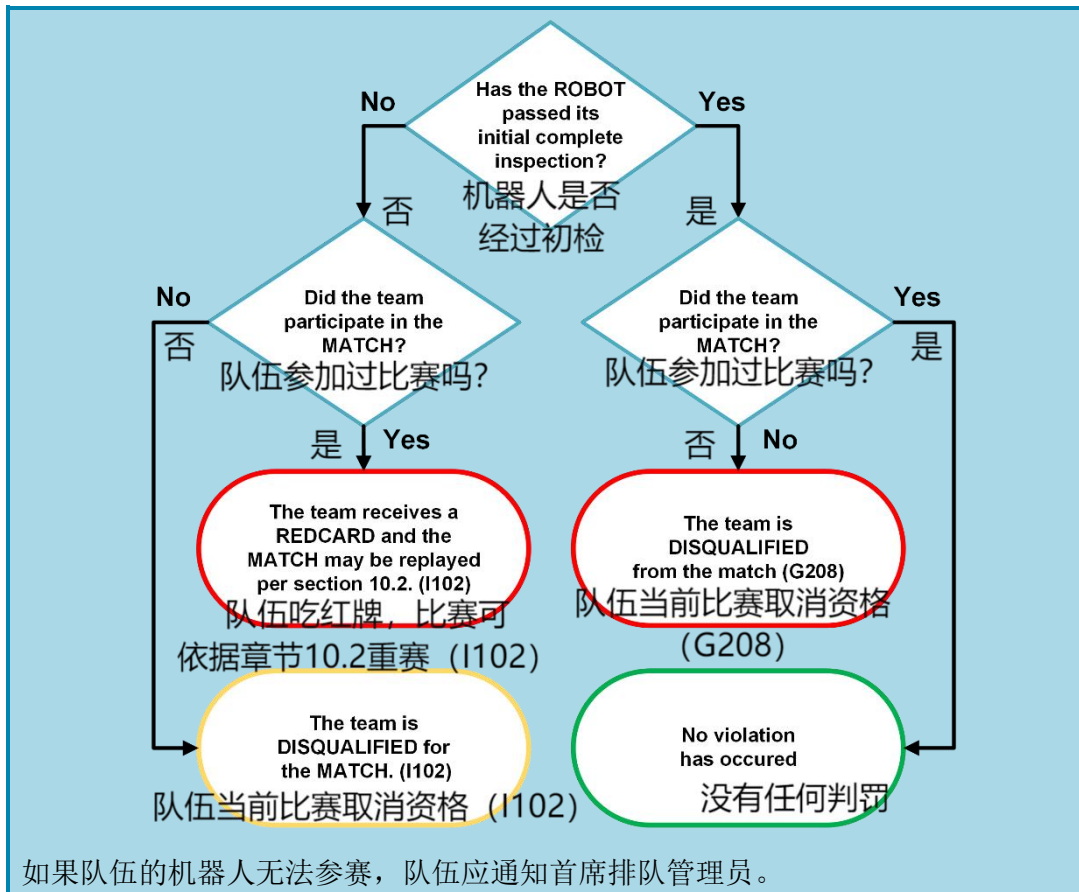 Has the ROBOT
passed its
initial complete
inspection?
机器人是否
经过初检
No
否
Yes
是
Did the team
participate in the
MATCH?
队伍参加过比赛吗?
No
否
是 Yes
Did the team
participate in the
MATCH?
队伍参加过比赛吗?
Yes
是
否 No
The team receives a
REDCARD and the
MATCH may be replayed
per section 10.2. (I102)
队伍吃红牌，比赛可
依据章节10.2重赛（I102）
The team is
DISQUALIFIED
from the match (G208)
队伍当前比赛取消资格
（G208）
The team is
DISQUALIFIED for
the MATCH. (I102)
队伍当前比赛取消资格（I102）
No violation
has occured
没有任何判罚
如果队伍的机器人无法参赛，队伍应通知首席排队管理员。